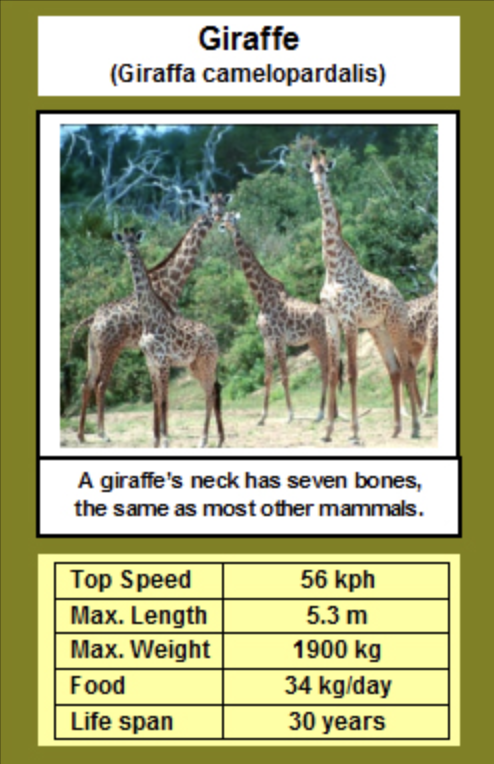 Giraffe
(Giraffa camelopardalis)
A giraffe's neck has seven bones,
the same as most other mammals.
Top Speed 56 kph
Max. Length 5.3 m
Max. Weight 1900 kg
Food 34 kg/day
Life span 30 years